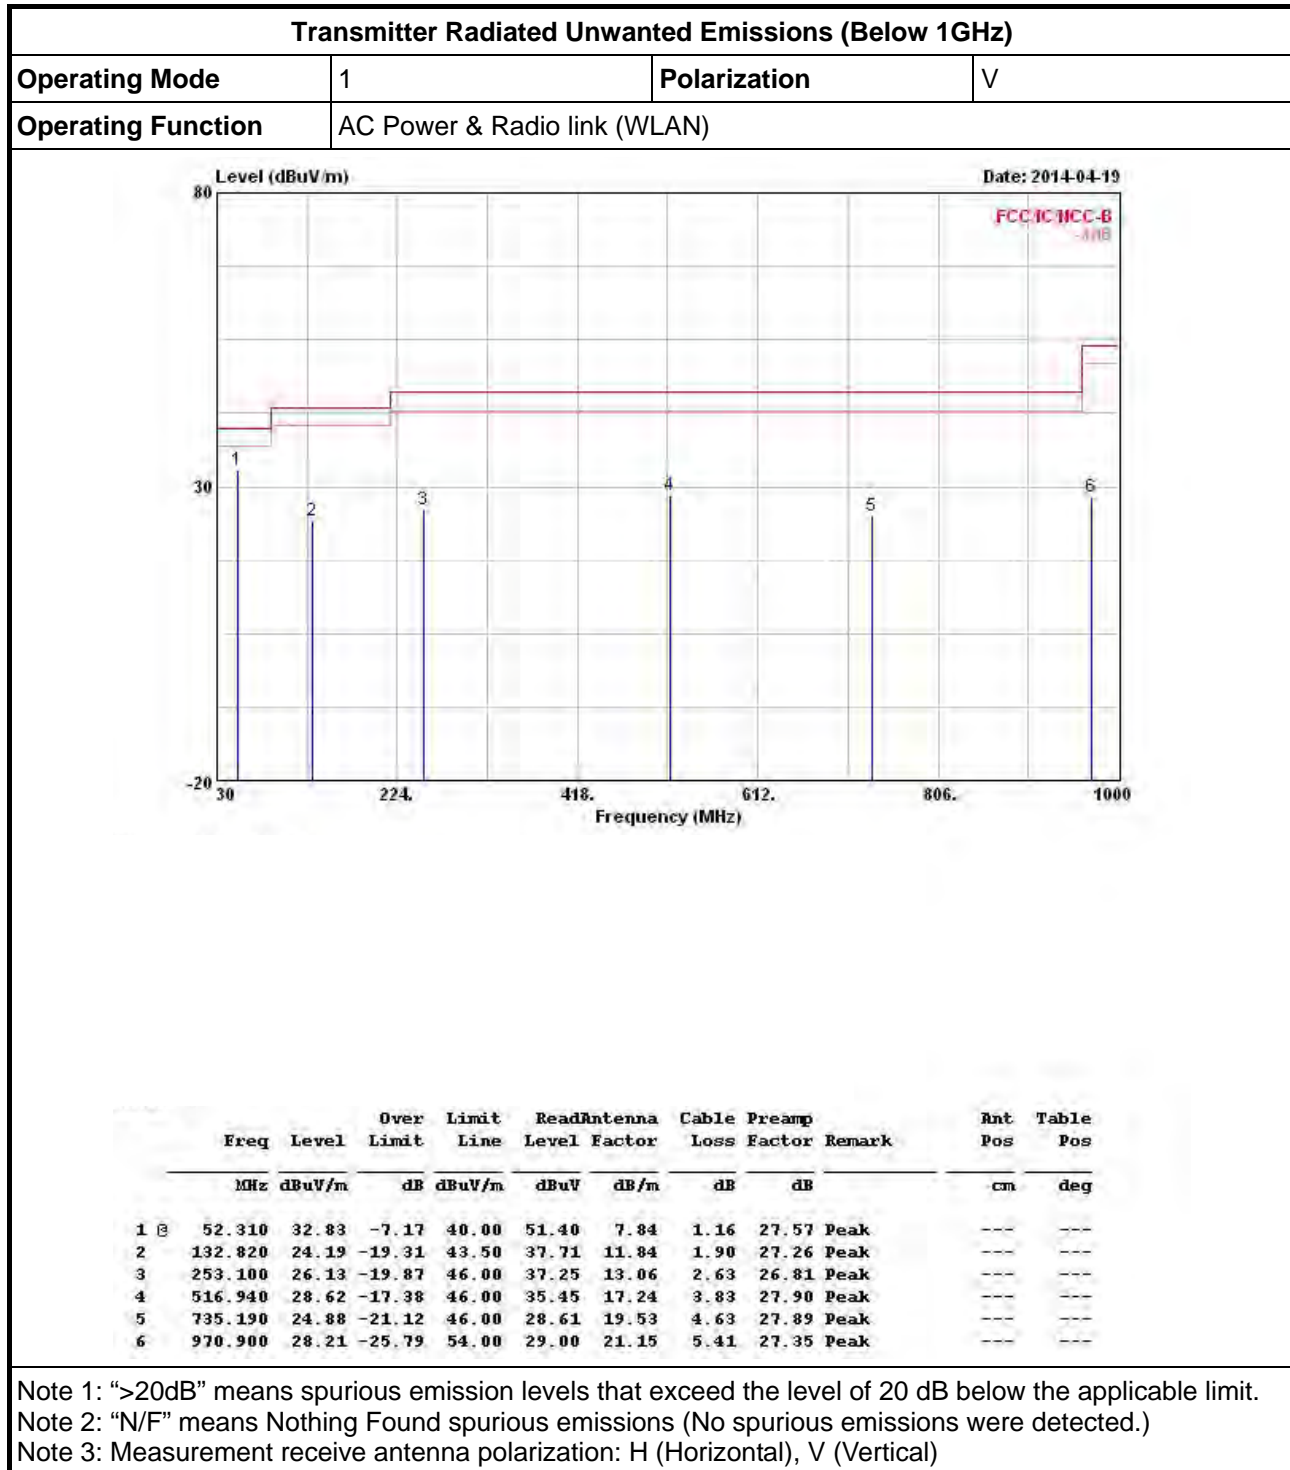 Transmitter Radiated Unwanted Emissions (Below 1GHz)
Operating Mode 1 Polarization V
Operating Function AC Power & Radio link (WLAN)
Level (dBuV/m) Date: 2014-04-19
80
FCC/IC/NCC-B
1
30
2
3
4
5
6
-20
30 224. 418. 612. 806. 1000
Frequency (MHz)
Over Limit ReadAntenna Cable Preamp Ant Table
Freq Level Limit Line Level Factor Loss Factor Remark Pos Pos
MHz dBuV/m dB dBuV/m dBuV dB/m dB dB cm deg
1 @ 52.310 32.83 -7.17 40.00 51.40 7.84 1.16 27.57 Peak --- ---
2 132.820 24.19 -19.31 43.50 37.71 11.84 1.90 27.26 Peak --- ---
3 253.100 26.13 -19.87 46.00 37.25 13.06 2.63 26.81 Peak --- ---
4 516.940 28.62 -17.38 46.00 35.45 17.24 3.83 27.90 Peak --- ---
5 735.190 24.88 -21.12 46.00 28.61 19.53 4.63 27.89 Peak --- ---
6 970.900 28.21 -25.79 54.00 29.00 21.15 5.41 27.35 Peak --- ---
Note 1: “>20dB” means spurious emission levels that exceed the level of 20 dB below the applicable limit.
Note 2: “N/F” means Nothing Found spurious emissions (No spurious emissions were detected.)
Note 3: Measurement receive antenna polarization: H (Horizontal), V (Vertical)